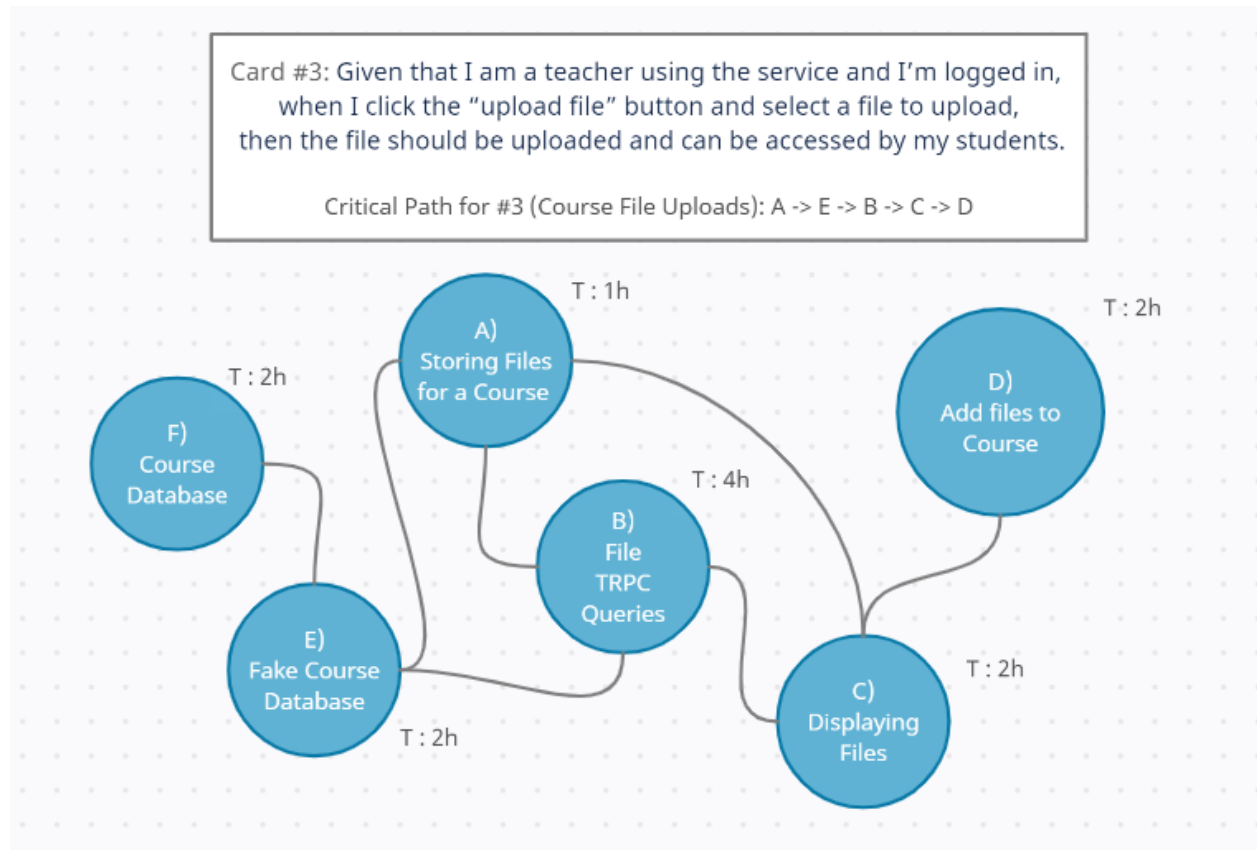 Card #3: Given that I am a teacher using the service and I’m logged in,
when I click the “upload file” button and select a file to upload,
then the file should be uploaded and can be accessed by my students.
Critical Path for #3 (Course File Uploads): A -> E -> B -> C -> D
T : 1h
A)
Storing Files
for a Course
T : 2h
D)
Add files to
Course
T : 2h
F)
Course
Database
T : 4h
B)
File
TRPC
Queries
E)
Fake Course
Database
T : 2h
T : 2h
C)
Displaying
Files